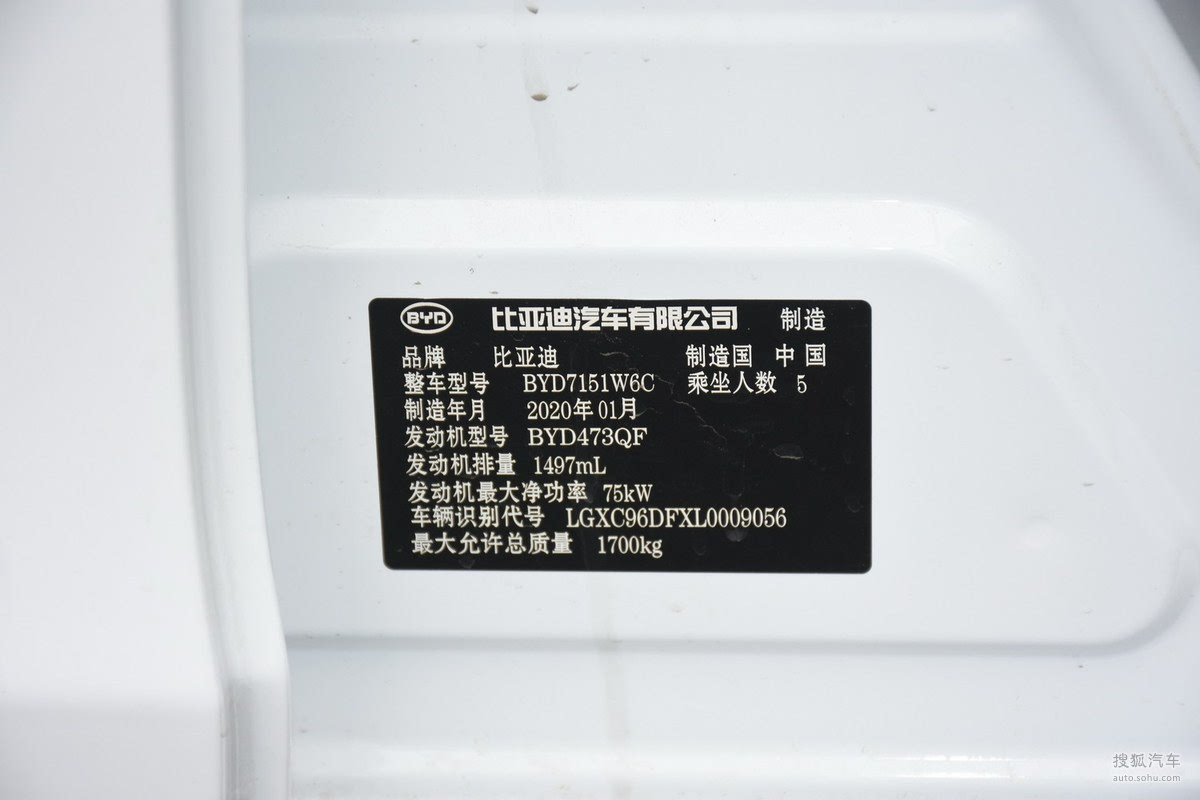 BYD 比亚迪汽车有限公司 制造
品牌 比亚迪 制造国 中国
整车型号 BYD7151W6C 乘坐人数 5
制造年月 2020年01月
发动机型号 BYD473QF
发动机排量 1497mL
发动机最大净功率 75kW
车辆识别代号 LGXC96DFXL0009056
最大允许总质量 1700kg
搜狐汽车
auto.sohu.com